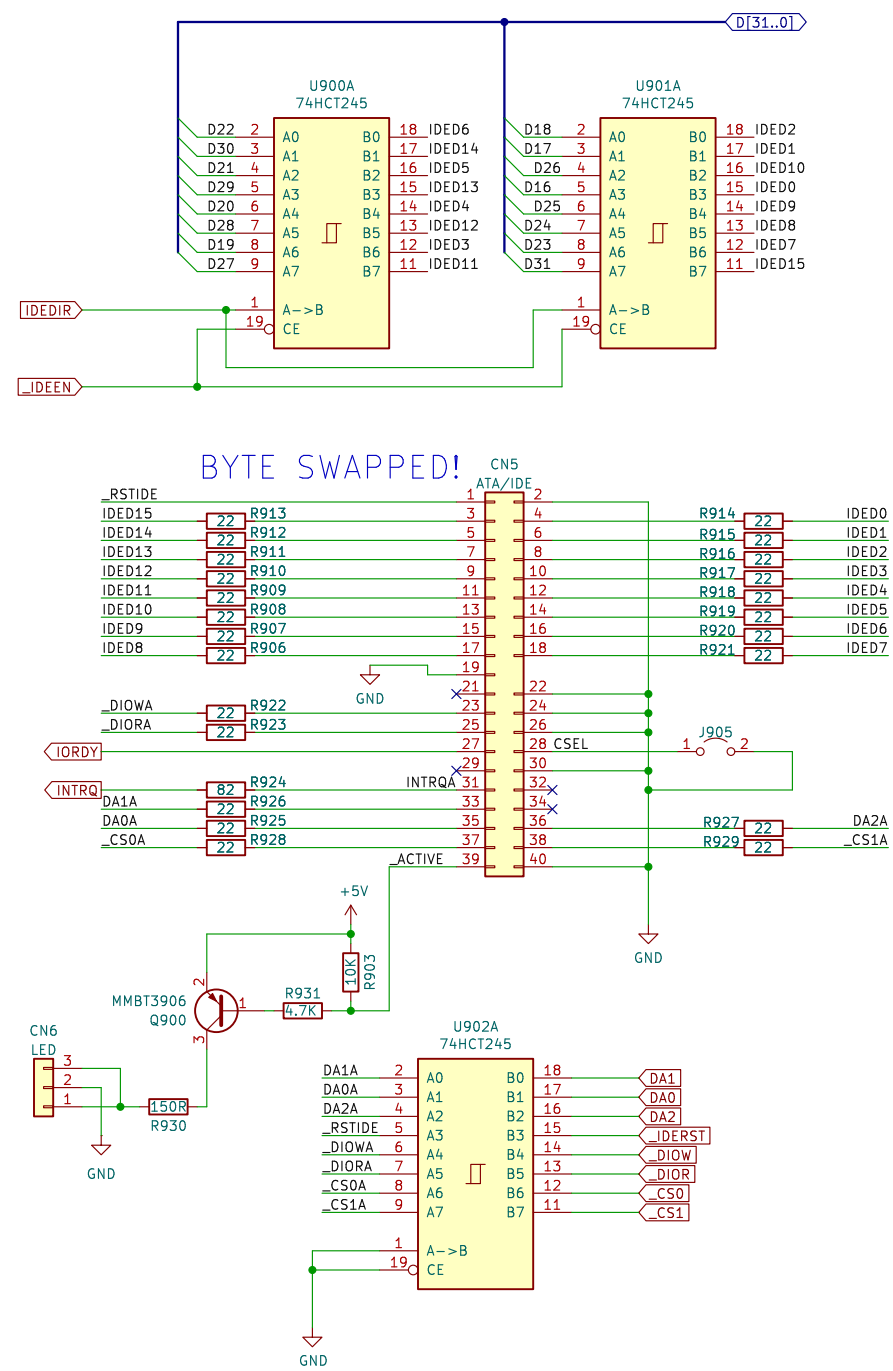 D[31..0]
U900A
74HCT245
D22 2 A0 B0 18 IDED6
D30 3 A1 B1 17 IDED14
D21 4 A2 B2 16 IDED5
D29 5 A3 B3 15 IDED13
D20 6 A4 B4 14 IDED4
D28 7 A5 B5 13 IDED12
D19 8 A6 B6 12 IDED3
D27 9 A7 B7 11 IDED11
1 A->B
19 CE
U901A
74HCT245
D18 2 A0 B0 18 IDED2
D17 3 A1 B1 17 IDED1
D26 4 A2 B2 16 IDED10
D16 5 A3 B3 15 IDED0
D25 6 A4 B4 14 IDED9
D24 7 A5 B5 13 IDED8
D23 8 A6 B6 12 IDED7
D31 9 A7 B7 11 IDED15
1 A->B
19 CE
IDEDIR
_IDEEN
BYTE SWAPPED!
CN5
ATA/IDE
_RSTIDE 1 2
IDED15 22 R913 3 4 R914 22 IDED0
IDED14 22 R912 5 6 R915 22 IDED1
IDED13 22 R911 7 8 R916 22 IDED2
IDED12 22 R910 9 10 R917 22 IDED3
IDED11 22 R909 11 12 R918 22 IDED4
IDED10 22 R908 13 14 R919 22 IDED5
IDED9 22 R907 15 16 R920 22 IDED6
IDED8 22 R906 17 18 R921 22 IDED7
19
GND
21 22
_DIOWA 22 R922 23 24
_DIORA 22 R923 25 26
IORDY 27 28 CSEL 1 J905 2
29 30
INTRQ 82 R924 INTRQA 31 32
DA1A 22 R926 33 34
DA0A 22 R925 35 36 R927 22 DA2A
_CS0A 22 R928 37 38 R929 22 _CS1A
_ACTIVE 39 40
GND
+5V
10K R903
R931
4.7K
MMBT3906
Q900
2
1
3
CN6
LED
3
2
1
150R
R930
GND
U902A
74HCT245
DA1A 2 A0 B0 18 DA1
DA0A 3 A1 B1 17 DA0
DA2A 4 A2 B2 16 DA2
_RSTIDE 5 A3 B3 15 _IDERST
_DIOWA 6 A4 B4 14 _DIOW
_DIORA 7 A5 B5 13 _DIOR
_CS0A 8 A6 B6 12 _CS0
_CS1A 9 A7 B7 11 _CS1
1 A->B
19 CE
GND